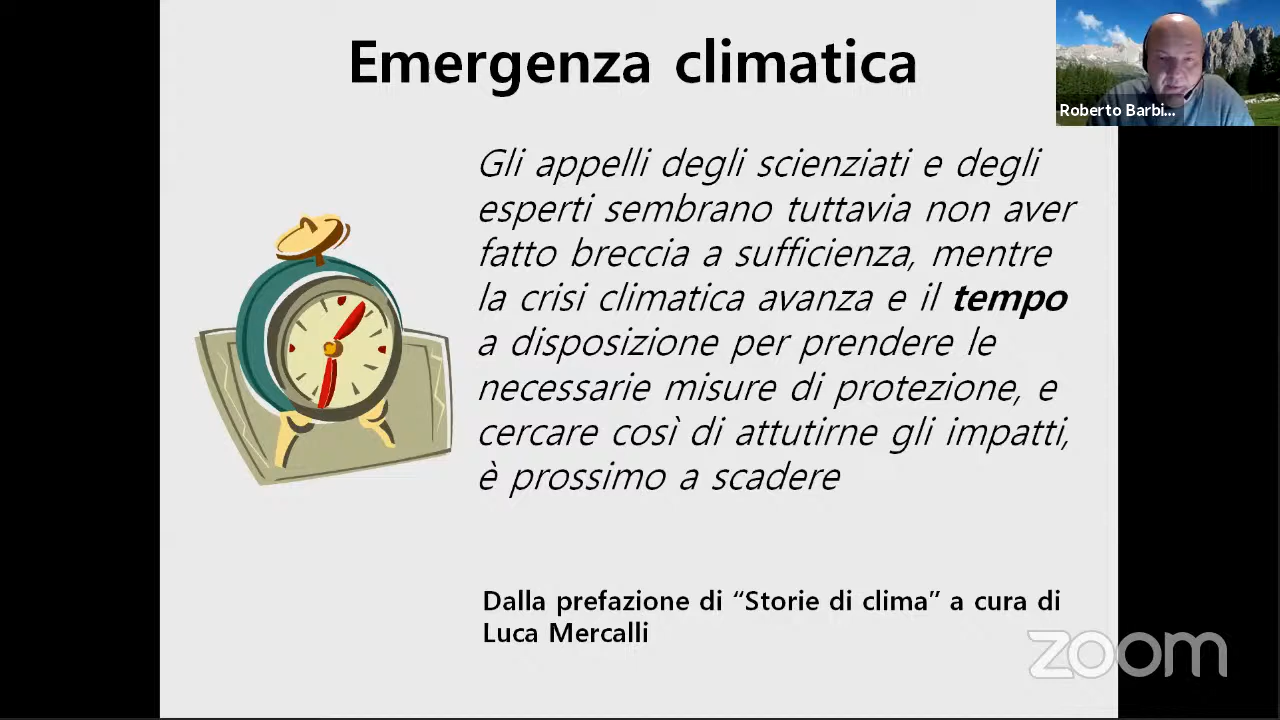 Emergenza climatica
Roberto Barbi...
Gli appelli degli scienziati e degli
esperti sembrano tuttavia non aver
fatto breccia a sufficienza, mentre
la crisi climatica avanza e il tempo
a disposizione per prendere le
necessarie misure di protezione, e
cercare così di attutirne gli impatti,
è prossimo a scadere
Dalla prefazione di “Storie di clima” a cura di
Luca Mercalli
zoom